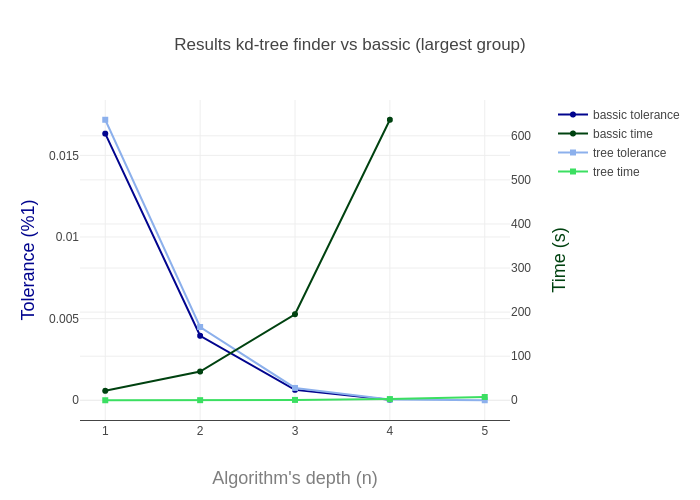 Results kd-tree finder vs bassic (largest group)
bassic tolerance
bassic time
tree tolerance
tree time
Tolerance (%1)
0.015
0.01
0.005
0
600
500
400
300
200
100
0
Time (s)
1 2 3 4 5
Algorithm's depth (n)